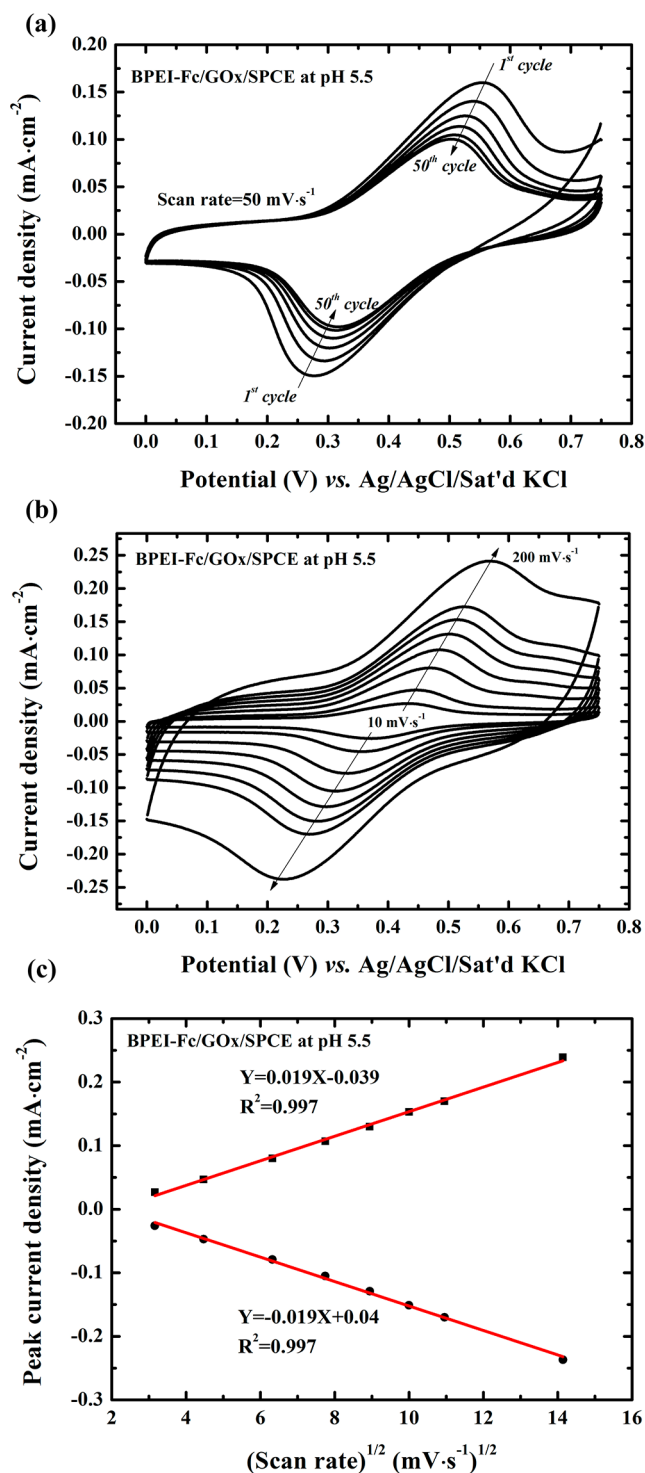 (a)
0.20
0.15
0.10
0.05
0.00
-0.05
-0.10
-0.15
-0.20
Current density (mA·cm⁻²)
BPEI-Fc/GOx/SPCE at pH 5.5
1ˢᵗ cycle
50ᵗʰ cycle
Scan rate=50 mV·s⁻¹
50ᵗʰ cycle
1ˢᵗ cycle
0.0 0.1 0.2 0.3 0.4 0.5 0.6 0.7 0.8
Potential (V) vs. Ag/AgCl/Sat'd KCl
(b)
0.25
0.20
0.15
0.10
0.05
0.00
-0.05
-0.10
-0.15
-0.20
-0.25
Current density (mA·cm⁻²)
BPEI-Fc/GOx/SPCE at pH 5.5
200 mV·s⁻¹
10 mV·s⁻¹
0.0 0.1 0.2 0.3 0.4 0.5 0.6 0.7 0.8
Potential (V) vs. Ag/AgCl/Sat'd KCl
(c)
0.3
0.2
0.1
0.0
-0.1
-0.2
-0.3
Peak current density (mA·cm⁻²)
BPEI-Fc/GOx/SPCE at pH 5.5
Y=0.019X-0.039
R²=0.997
Y=-0.019X+0.04
R²=0.997
2 4 6 8 10 12 14 16
(Scan rate)¹ᐟ² (mV·s⁻¹)¹ᐟ²